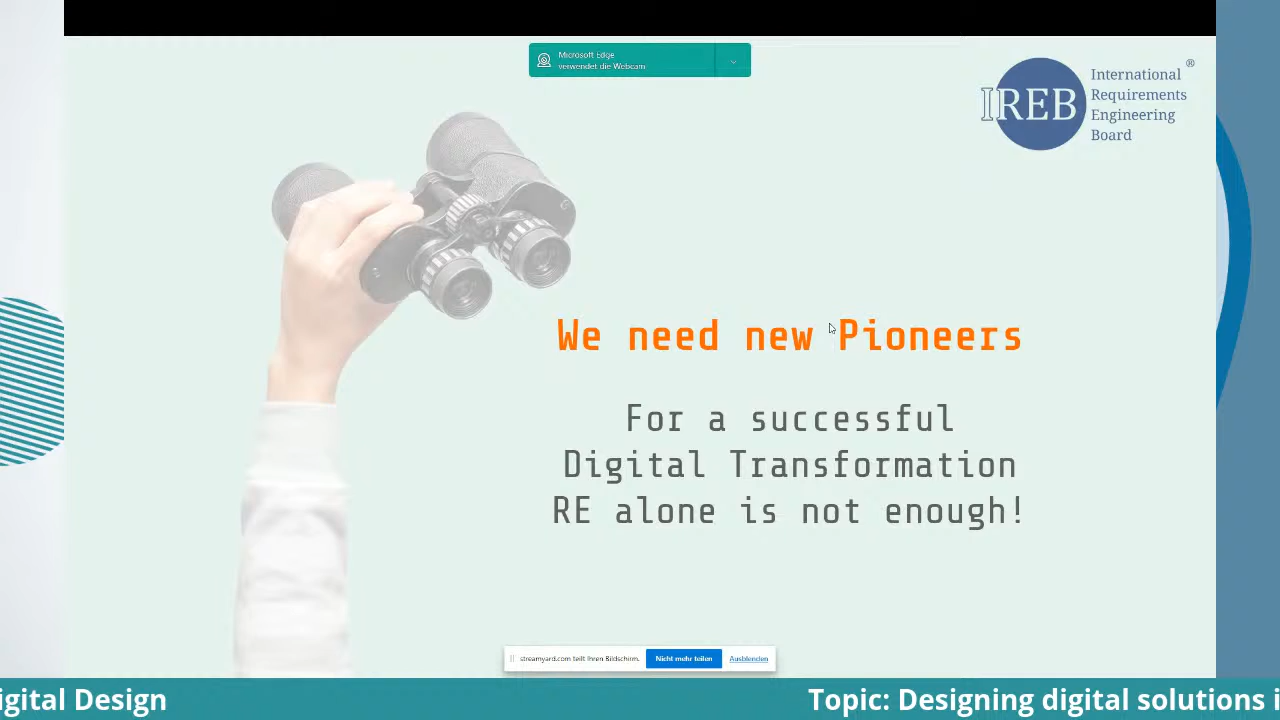 Microsoft Edge
verwendet die Webcam
IREB
International
Requirements
Engineering
Board
®
We need new Pioneers
For a successful
Digital Transformation
RE alone is not enough!
streamyard.com teilt Ihren Bildschirm.
Nicht mehr teilen
Ausblenden
igital Design
Topic: Designing digital solutions i